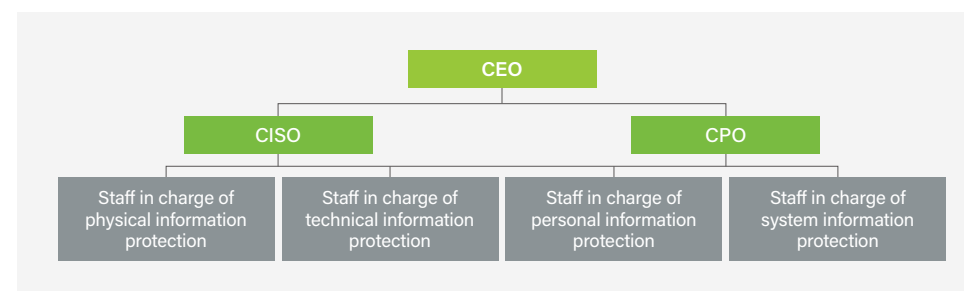 CEO
CISO
CPO
Staff in charge of
physical information
protection
Staff in charge of
technical information
protection
Staff in charge of
personal information
protection
Staff in charge of
system information
protection